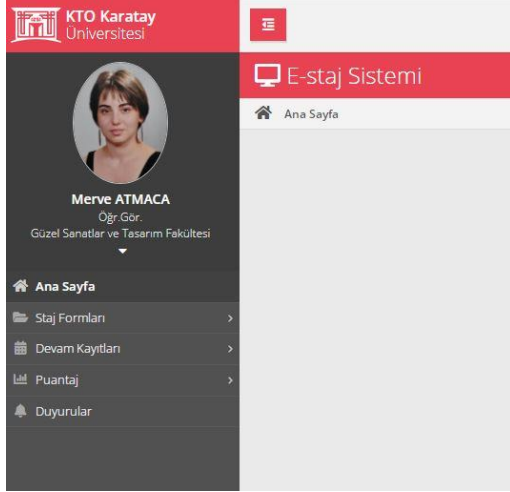 KTO Karatay
Üniversitesi
E-staj Sistemi
Ana Sayfa
Merve ATMACA
Öğr.Gör.
Güzel Sanatlar ve Tasarım Fakültesi
Ana Sayfa
Staj Formları
Devam Kayıtları
Puantaj
Duyurular